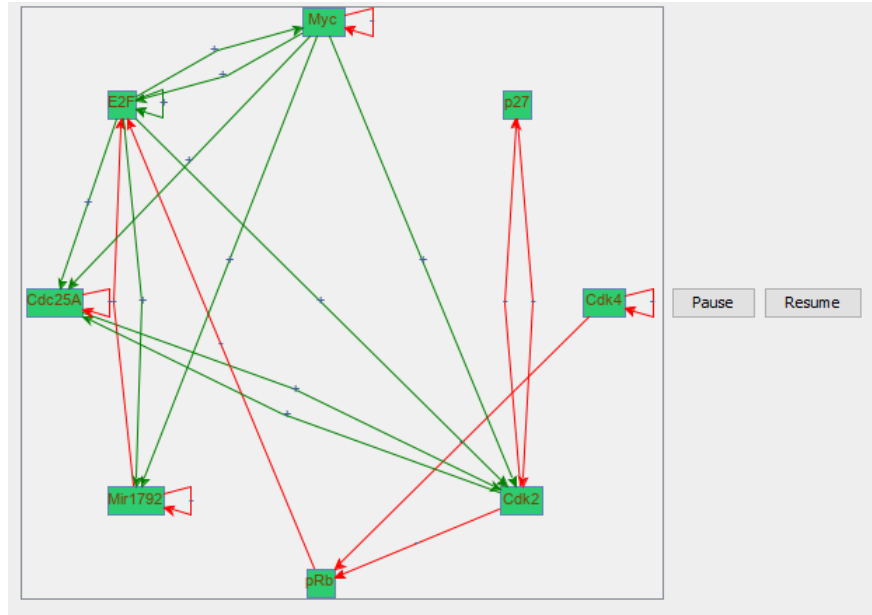 Myc
E2F
p27
Cdc25A
Cdk4
Pause
Resume
Mir1792
Cdk2
pRb